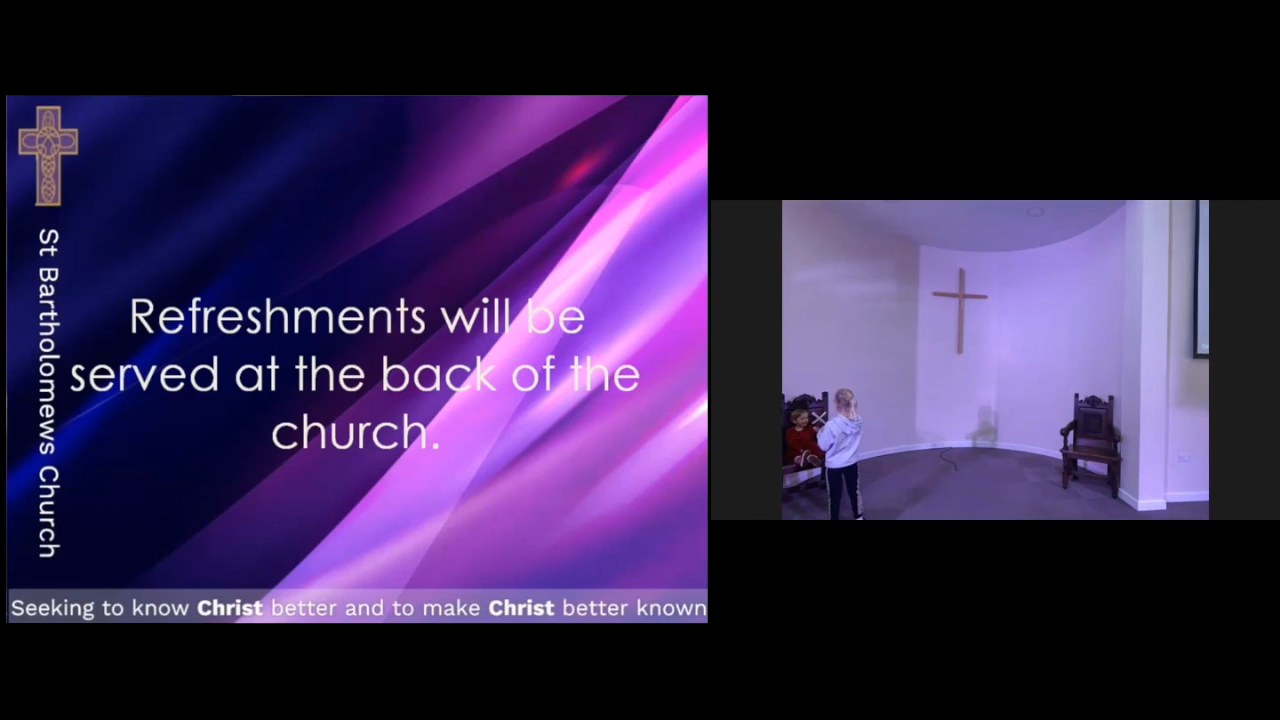 St Bartholomews Church
Refreshments will be
served at the back of the
church.
Seeking to know Christ better and to make Christ better known